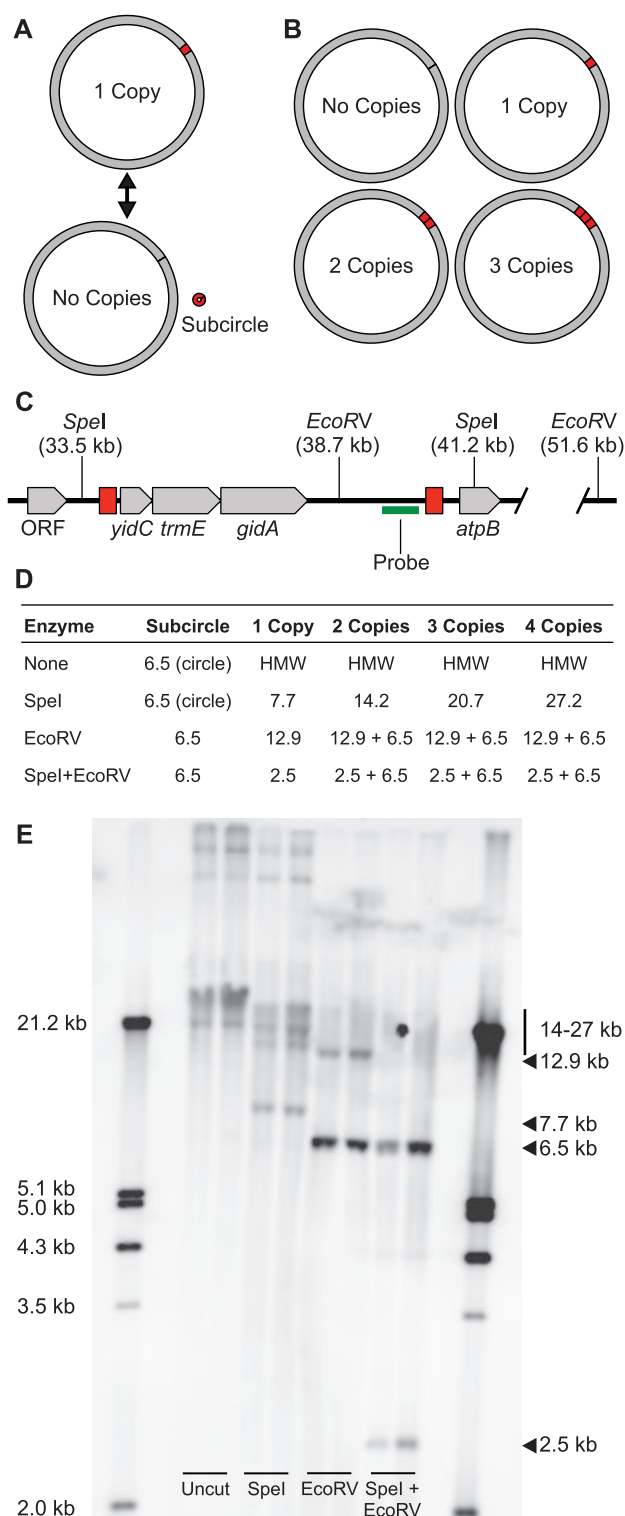 A
1 Copy
No Copies
Subcircle
B
No Copies
1 Copy
2 Copies
3 Copies
C
SpeI
(33.5 kb)
EcoRV
(38.7 kb)
SpeI
(41.2 kb)
EcoRV
(51.6 kb)
ORF
yidC trmE gidA
atpB
Probe
D
Enzyme Subcircle 1 Copy 2 Copies 3 Copies 4 Copies
None 6.5 (circle) HMW HMW HMW HMW
SpeI 6.5 (circle) 7.7 14.2 20.7 27.2
EcoRV 6.5 12.9 12.9 + 6.5 12.9 + 6.5 12.9 + 6.5
SpeI+EcoRV 6.5 2.5 2.5 + 6.5 2.5 + 6.5 2.5 + 6.5
E
21.2 kb
5.1 kb
5.0 kb
4.3 kb
3.5 kb
2.0 kb
14-27 kb
12.9 kb
7.7 kb
6.5 kb
2.5 kb
Uncut SpeI EcoRV SpeI +
EcoRV